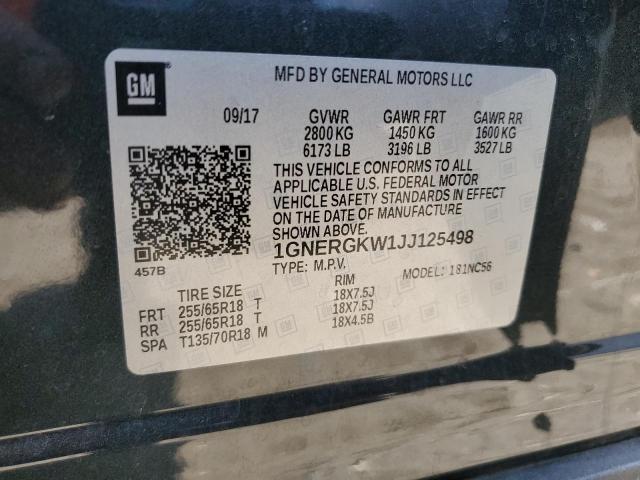 GM
MFD BY GENERAL MOTORS LLC
09/17 GVWR GAWR FRT GAWR RR
2800 KG 1450 KG 1600 KG
6173 LB 3196 LB 3527 LB
THIS VEHICLE CONFORMS TO ALL
APPLICABLE U.S. FEDERAL MOTOR
VEHICLE SAFETY STANDARDS IN EFFECT
ON THE DATE OF MANUFACTURE
1GNERGKW1JJ125498
457B TYPE: M.P.V. MODEL: 181NC56
TIRE SIZE RIM
FRT 255/65R18 T 18X7.5J
RR 255/65R18 T 18X7.5J
SPA T135/70R18 M 18X4.5B